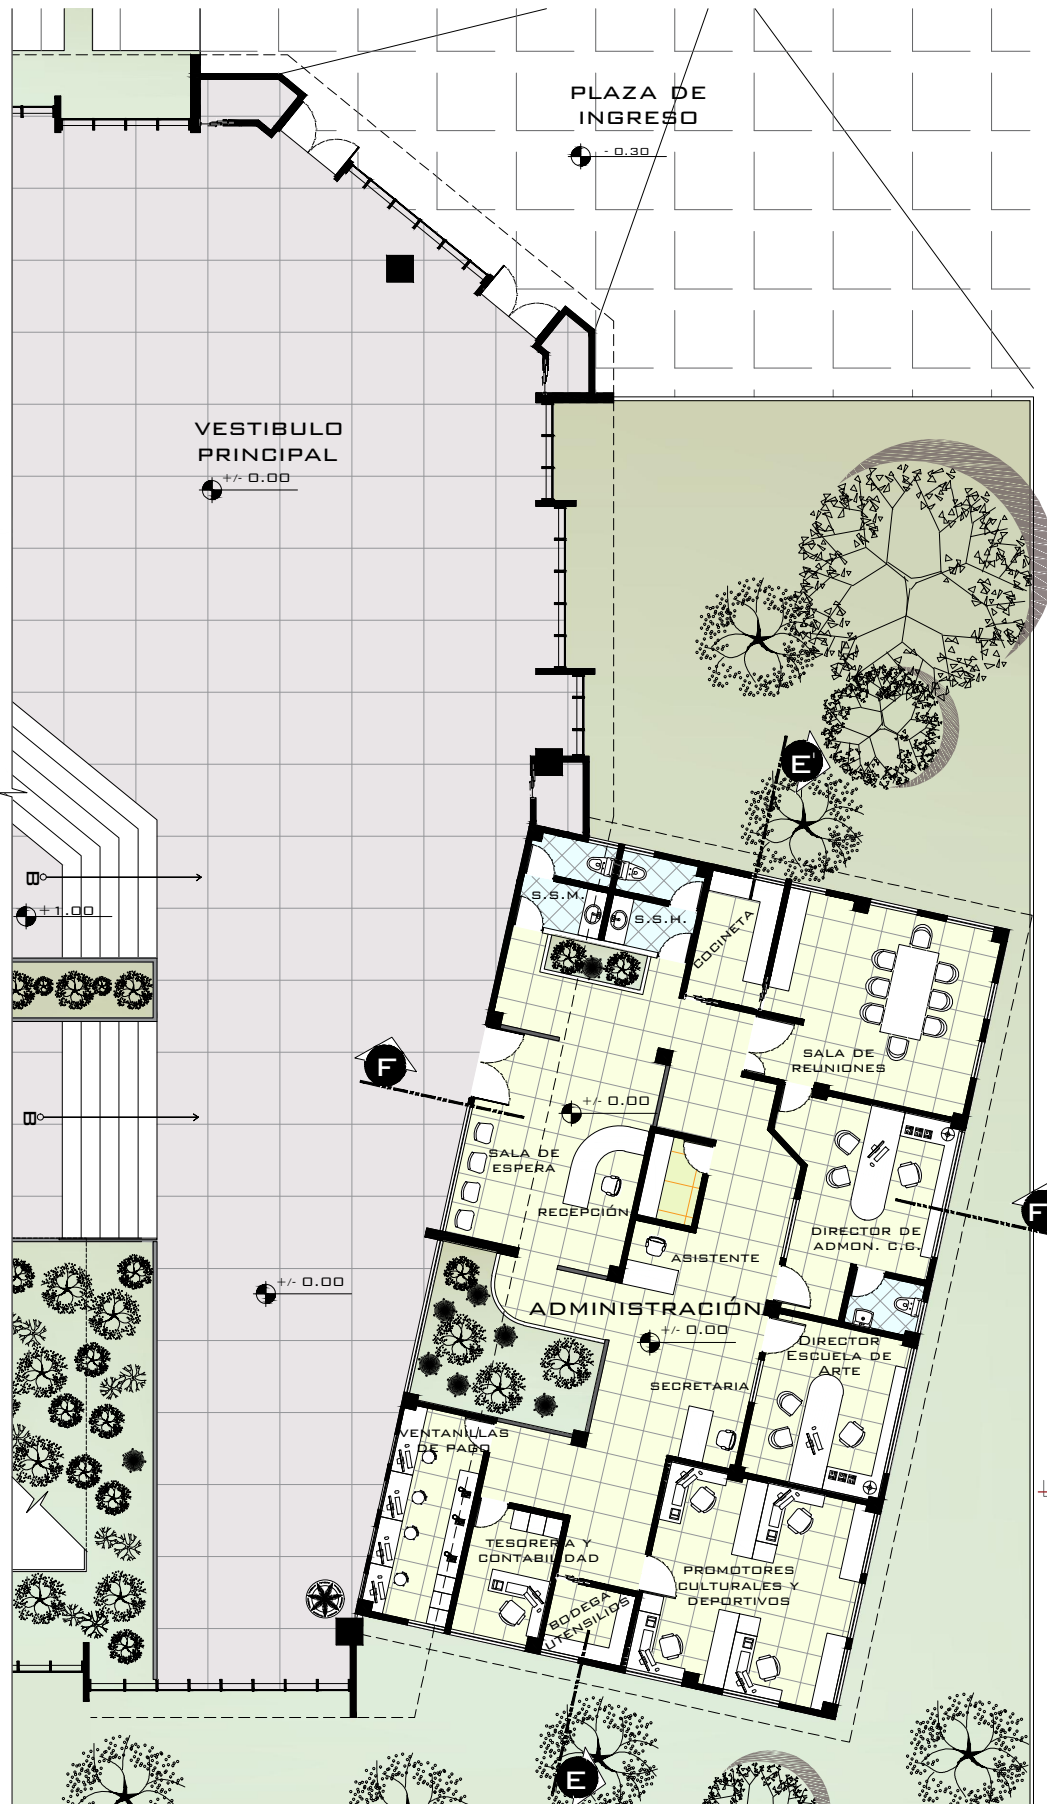 PLAZA DE
INGRESO
- 0.30
VESTIBULO
PRINCIPAL
+/- 0.00
E'
B
+1.00
S.S.M.
S.S.H.
COCINETA
SALA DE
REUNIONES
F
+/- 0.00
B
SALA DE
ESPERA
RECEPCIÓN
F'
DIRECTOR DE
ADMON. C.C.
ASISTENTE
+/- 0.00
ADMINISTRACIÓN
+/- 0.00
DIRECTOR
ESCUELA DE
ARTE
SECRETARIA
VENTANILLAS
DE PAGO
TESORERIA Y
CONTABILIDAD
PROMOTORES
CULTURALES Y
DEPORTIVOS
BODEGA
UTENSILIOS
E